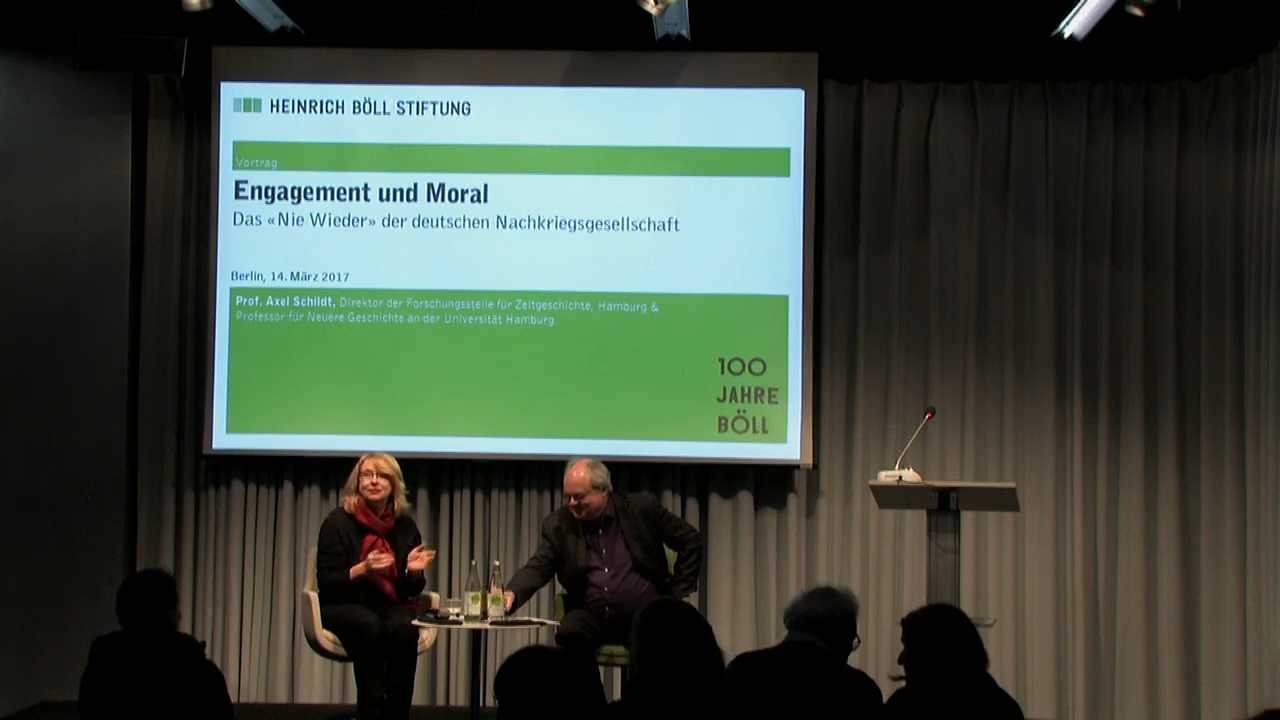 HEINRICH BÖLL STIFTUNG
Vortrag
Engagement und Moral
Das «Nie Wieder» der deutschen Nachkriegsgesellschaft
Berlin, 14. März 2017
Prof. Axel Schildt, Direktor der Forschungsstelle für Zeitgeschichte, Hamburg &
Professor für Neuere Geschichte an der Universität Hamburg
100
JAHRE
BÖLL